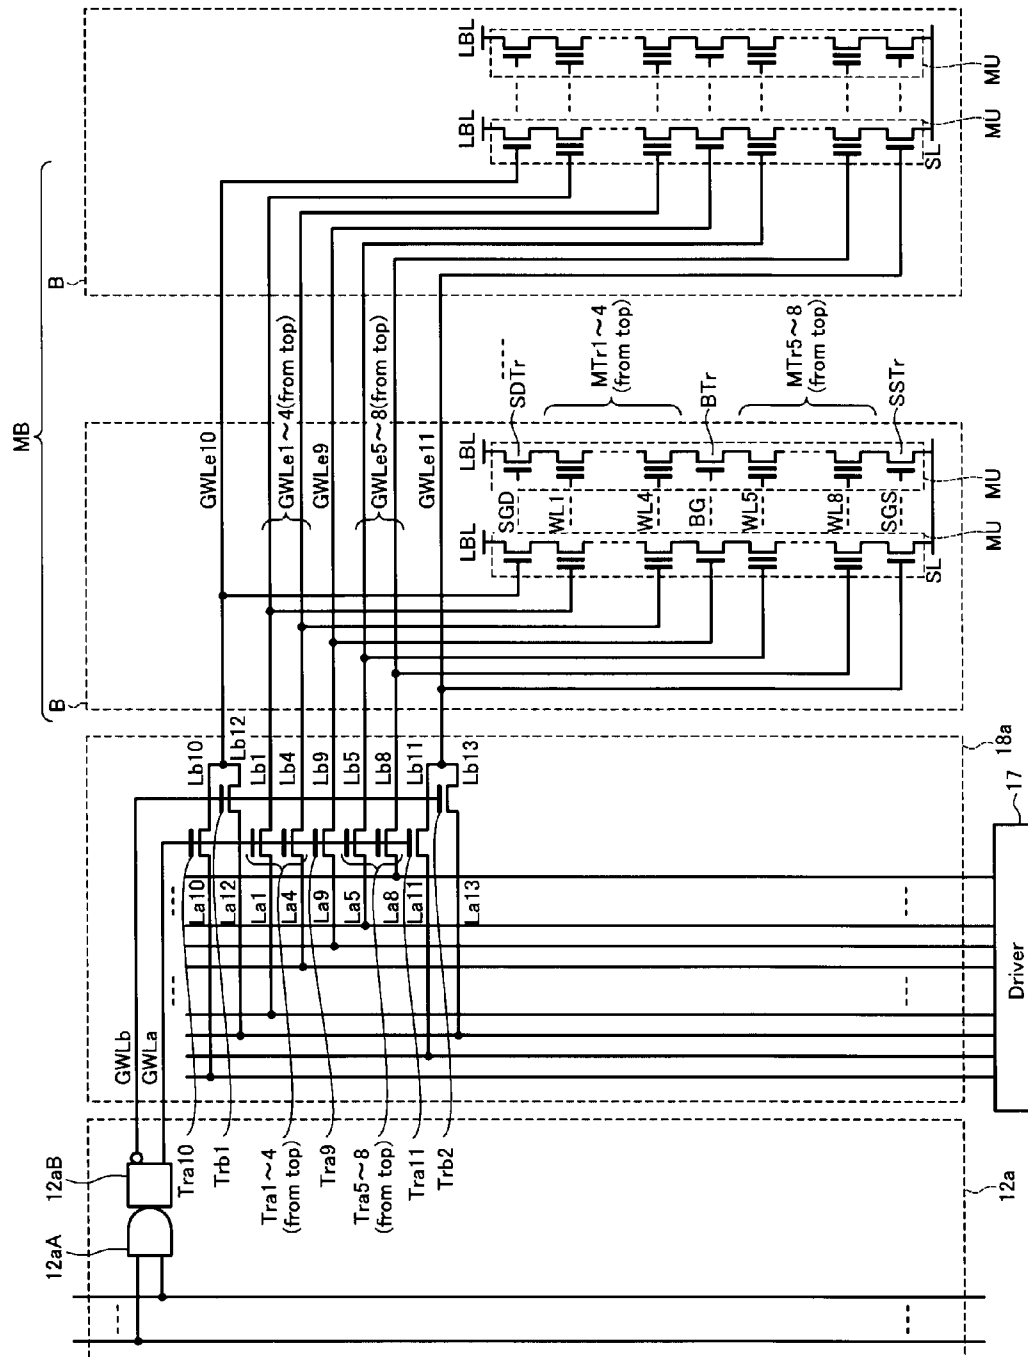 MB
B
B
GWLe10
GWLe1~4(from top)
GWLe9
GWLe5~8(from top)
GWLe11
LBL
LBL
MU
MU
SL
LBL
LBL
SGD
WL1
WL4
BG
WL5
WL8
SGS
SDTr
MTr1~4
(from top)
BTr
MTr5~8
(from top)
SSTr
MU
MU
SL
Lb10
Lb12
Lb1
Lb4
Lb9
Lb5
Lb8
Lb11
Lb13
La10
La12
La1
La4
La9
La5
La8
La11
La13
18a
17
Driver
GWLb
GWLa
Tra10
Trb1
Tra1~4
(from top)
Tra9
Tra5~8
(from top)
Tra11
Trb2
12aB
12aA
12a